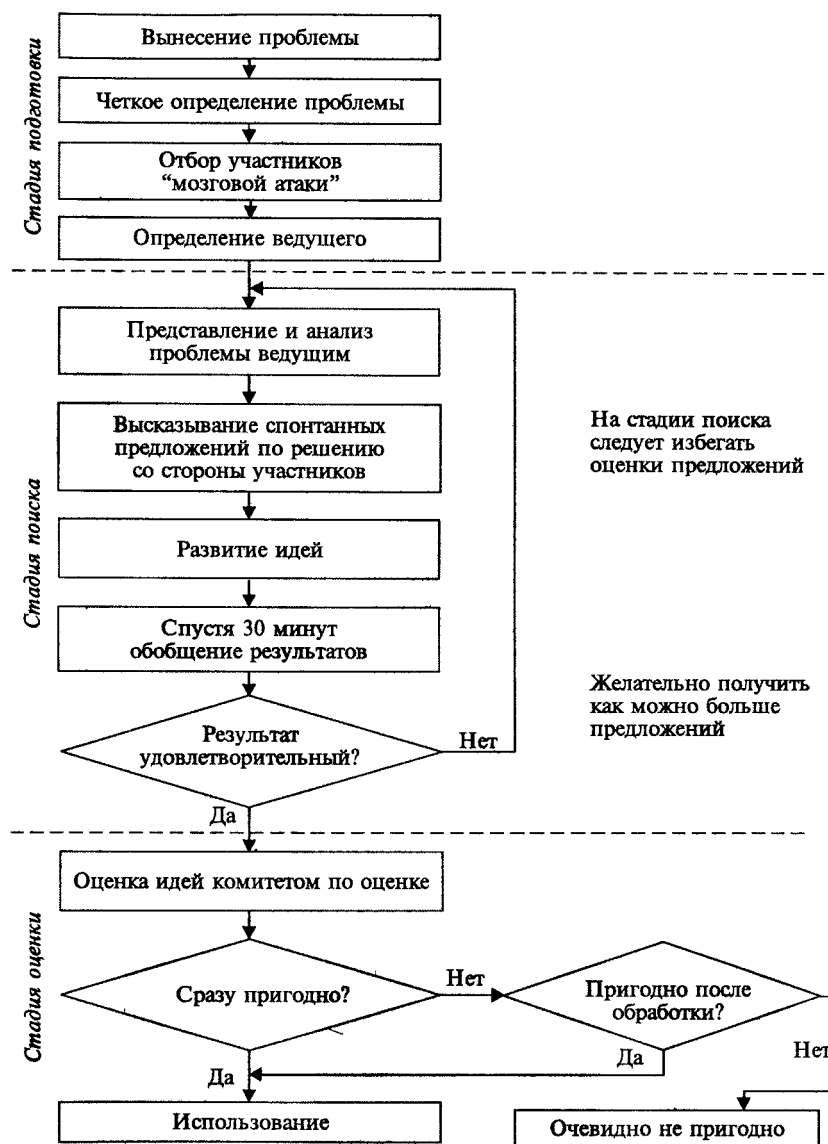 Стадия подготовки
Вынесение проблемы
Четкое определение проблемы
Отбор участников
“мозговой атаки”
Определение ведущего
Стадия поиска
Представление и анализ
проблемы ведущим
Высказывание спонтанных
предложений по решению
со стороны участников
На стадии поиска
следует избегать
оценки предложений
Развитие идей
Спустя 30 минут
обобщение результатов
Желательно получить
как можно больше
предложений
Результат
удовлетворительный?
Нет
Да
Стадия оценки
Оценка идей комитетом по оценке
Сразу пригодно?
Нет
Пригодно после
обработки?
Нет
Да
Да
Использование
Очевидно не пригодно